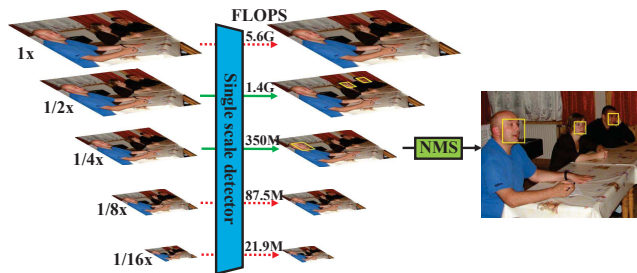 FLOPS
1x
5.6G
1/2x
1.4G
1/4x
350M
1/8x
87.5M
1/16x
21.9M
Single scale detector
NMS